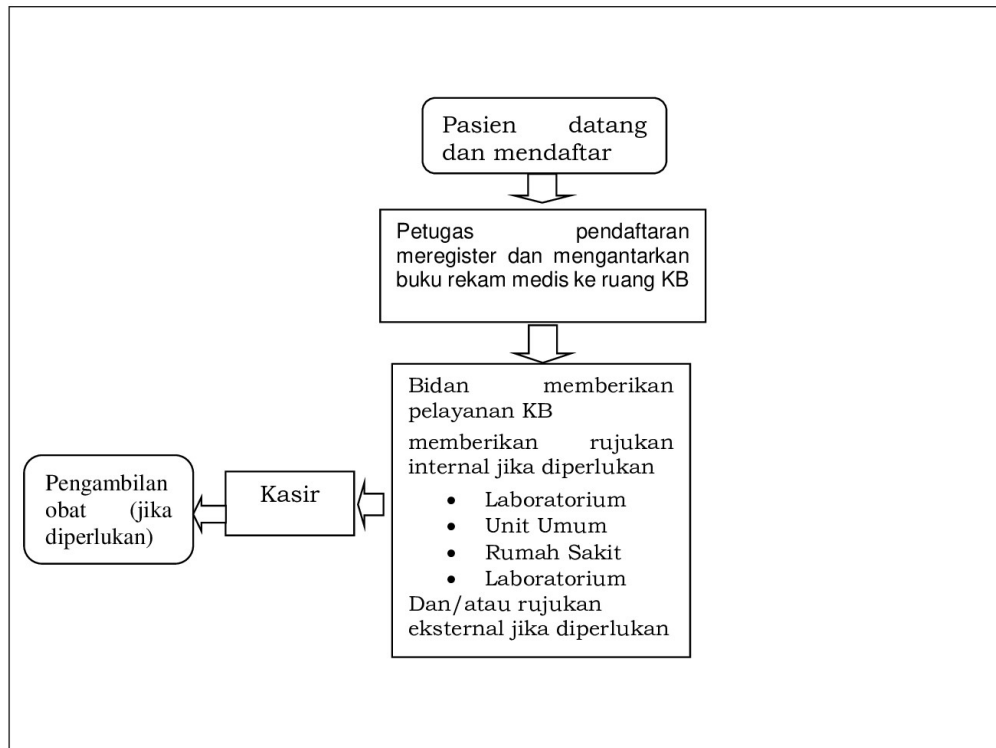 Pasien datang
dan mendaftar
Petugas pendaftaran
meregister dan mengantarkan
buku rekam medis ke ruang KB
Bidan memberikan
pelayanan KB
memberikan rujukan
internal jika diperlukan
• Laboratorium
• Unit Umum
• Rumah Sakit
• Laboratorium
Dan/atau rujukan
eksternal jika diperlukan
Kasir
Pengambilan
obat (jika
diperlukan)